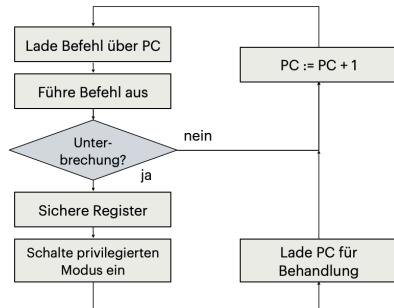 Lade Befehl über PC
PC := PC + 1
Führe Befehl aus
Unter-
brechung?
nein
ja
Sichere Register
Schalte privilegierten
Modus ein
Lade PC für
Behandlung